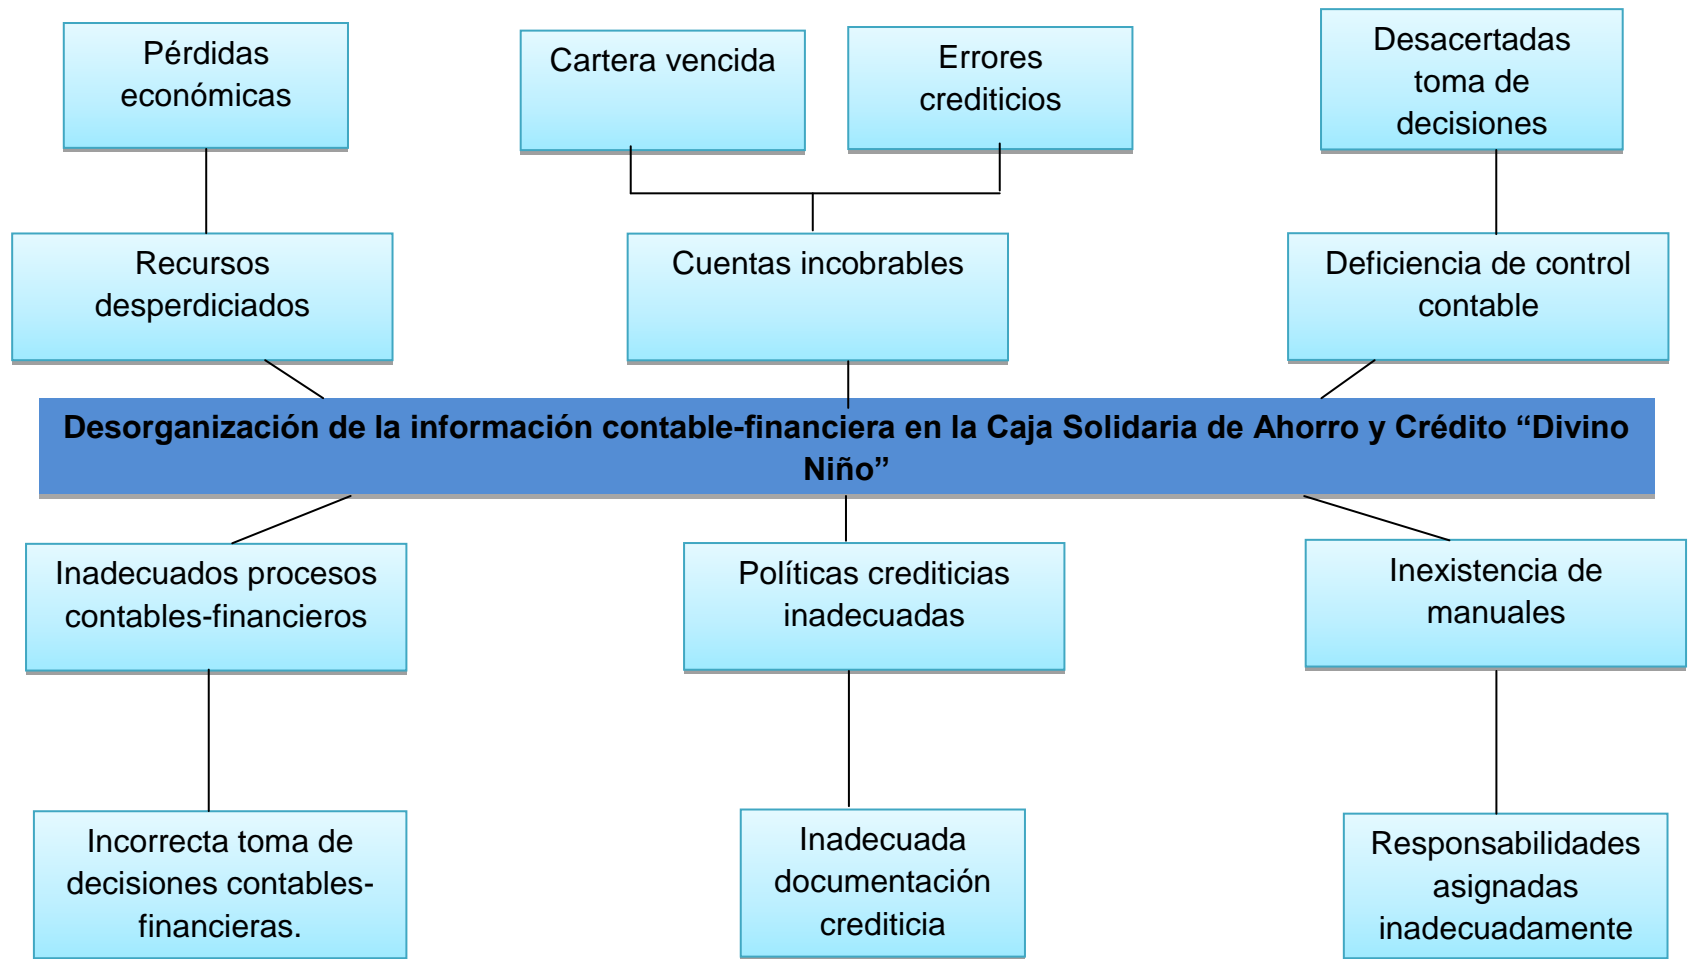 Pérdidas
económicas
Cartera vencida
Errores
crediticios
Desacertadas
toma de
decisiones
Recursos
desperdiciados
Cuentas incobrables
Deficiencia de control
contable
Desorganización de la información contable-financiera en la Caja Solidaria de Ahorro y Crédito “Divino
Niño”
Inadecuados procesos
contables-financieros
Políticas crediticias
inadecuadas
Inexistencia de
manuales
Incorrecta toma de
decisiones contables-
financieras.
Inadecuada
documentación
crediticia
Responsabilidades
asignadas
inadecuadamente